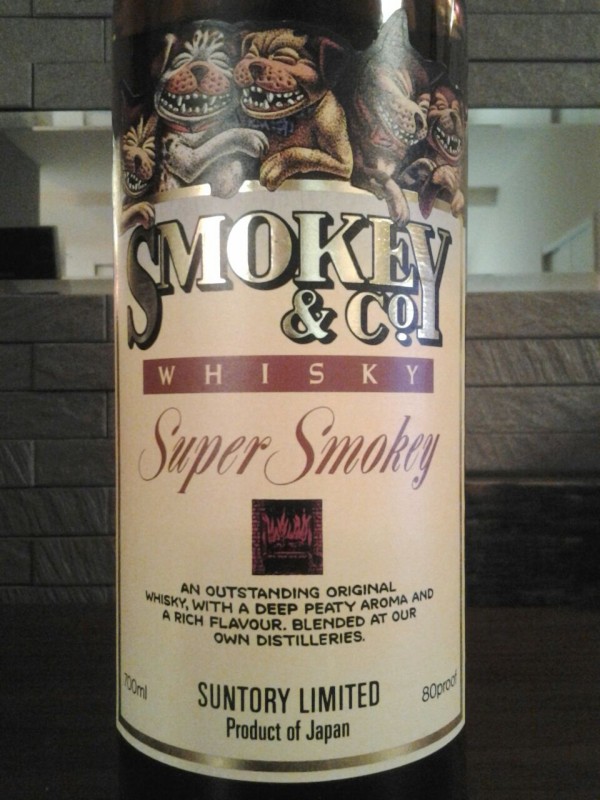 SMOKEY
& Co.
WHISKY
Super Smokey
AN OUTSTANDING ORIGINAL
WHISKY, WITH A DEEP PEATY AROMA AND
A RICH FLAVOUR. BLENDED AT OUR
OWN DISTILLERIES.
700ml
80proof
SUNTORY LIMITED
Product of Japan